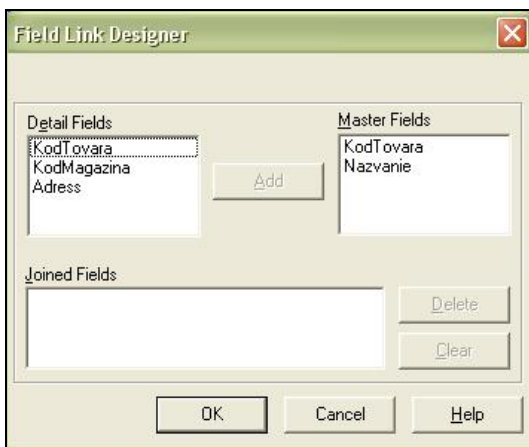 Field Link Designer
Detail Fields
KodTovara
KodMagazina
Adress
Add
Master Fields
KodTovara
Nazvanie
Joined Fields
Delete
Clear
OK
Cancel
Help